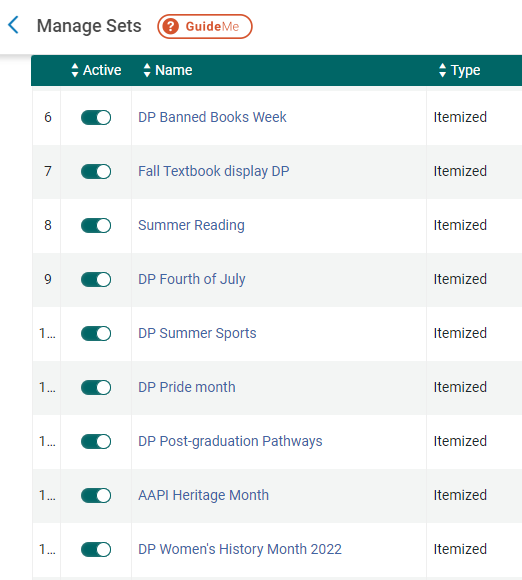 Manage Sets ? GuideMe
Active Name Type
6 DP Banned Books Week Itemized
7 Fall Textbook display DP Itemized
8 Summer Reading Itemized
9 DP Fourth of July Itemized
1... DP Summer Sports Itemized
1... DP Pride month Itemized
1... DP Post-graduation Pathways Itemized
1... AAPI Heritage Month Itemized
1... DP Women's History Month 2022 Itemized